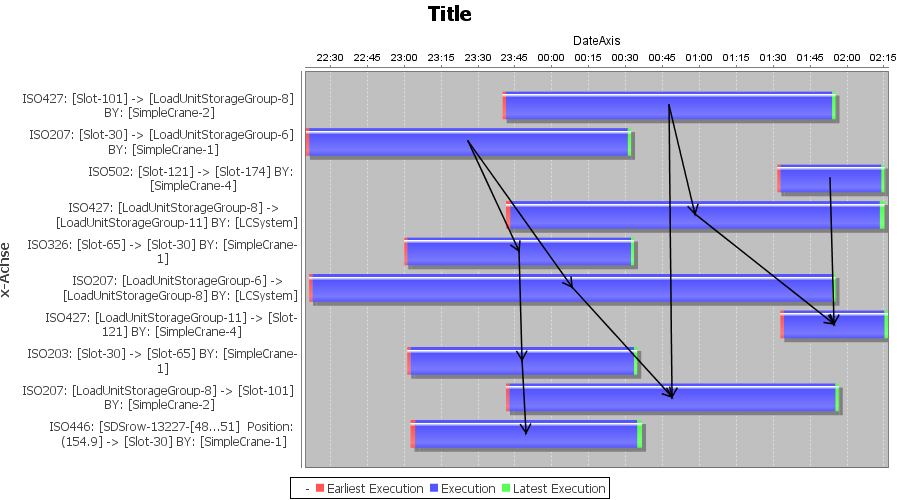 Title
DateAxis
22:30 22:45 23:00 23:15 23:30 23:45 00:00 00:15 00:30 00:45 01:00 01:15 01:30 01:45 02:00 02:15
x-Achse
ISO427: [Slot-101] -> [LoadUnitStorageGroup-8]
BY: [SimpleCrane-2]
ISO207: [Slot-30] -> [LoadUnitStorageGroup-6]
BY: [SimpleCrane-1]
ISO502: [Slot-121] -> [Slot-174] BY:
[SimpleCrane-4]
ISO427: [LoadUnitStorageGroup-8] ->
[LoadUnitStorageGroup-11] BY: [LCSystem]
ISO326: [Slot-65] -> [Slot-30] BY: [SimpleCrane-
1]
ISO207: [LoadUnitStorageGroup-6] ->
[LoadUnitStorageGroup-8] BY: [LCSystem]
ISO427: [LoadUnitStorageGroup-11] -> [Slot-
121] BY: [SimpleCrane-4]
ISO203: [Slot-30] -> [Slot-65] BY: [SimpleCrane-
1]
ISO207: [LoadUnitStorageGroup-8] -> [Slot-101]
BY: [SimpleCrane-2]
ISO446: [SDSrow-13227-[48...51] Position:
(154.9] -> [Slot-30] BY: [SimpleCrane-1]
- Earliest Execution Execution Latest Execution